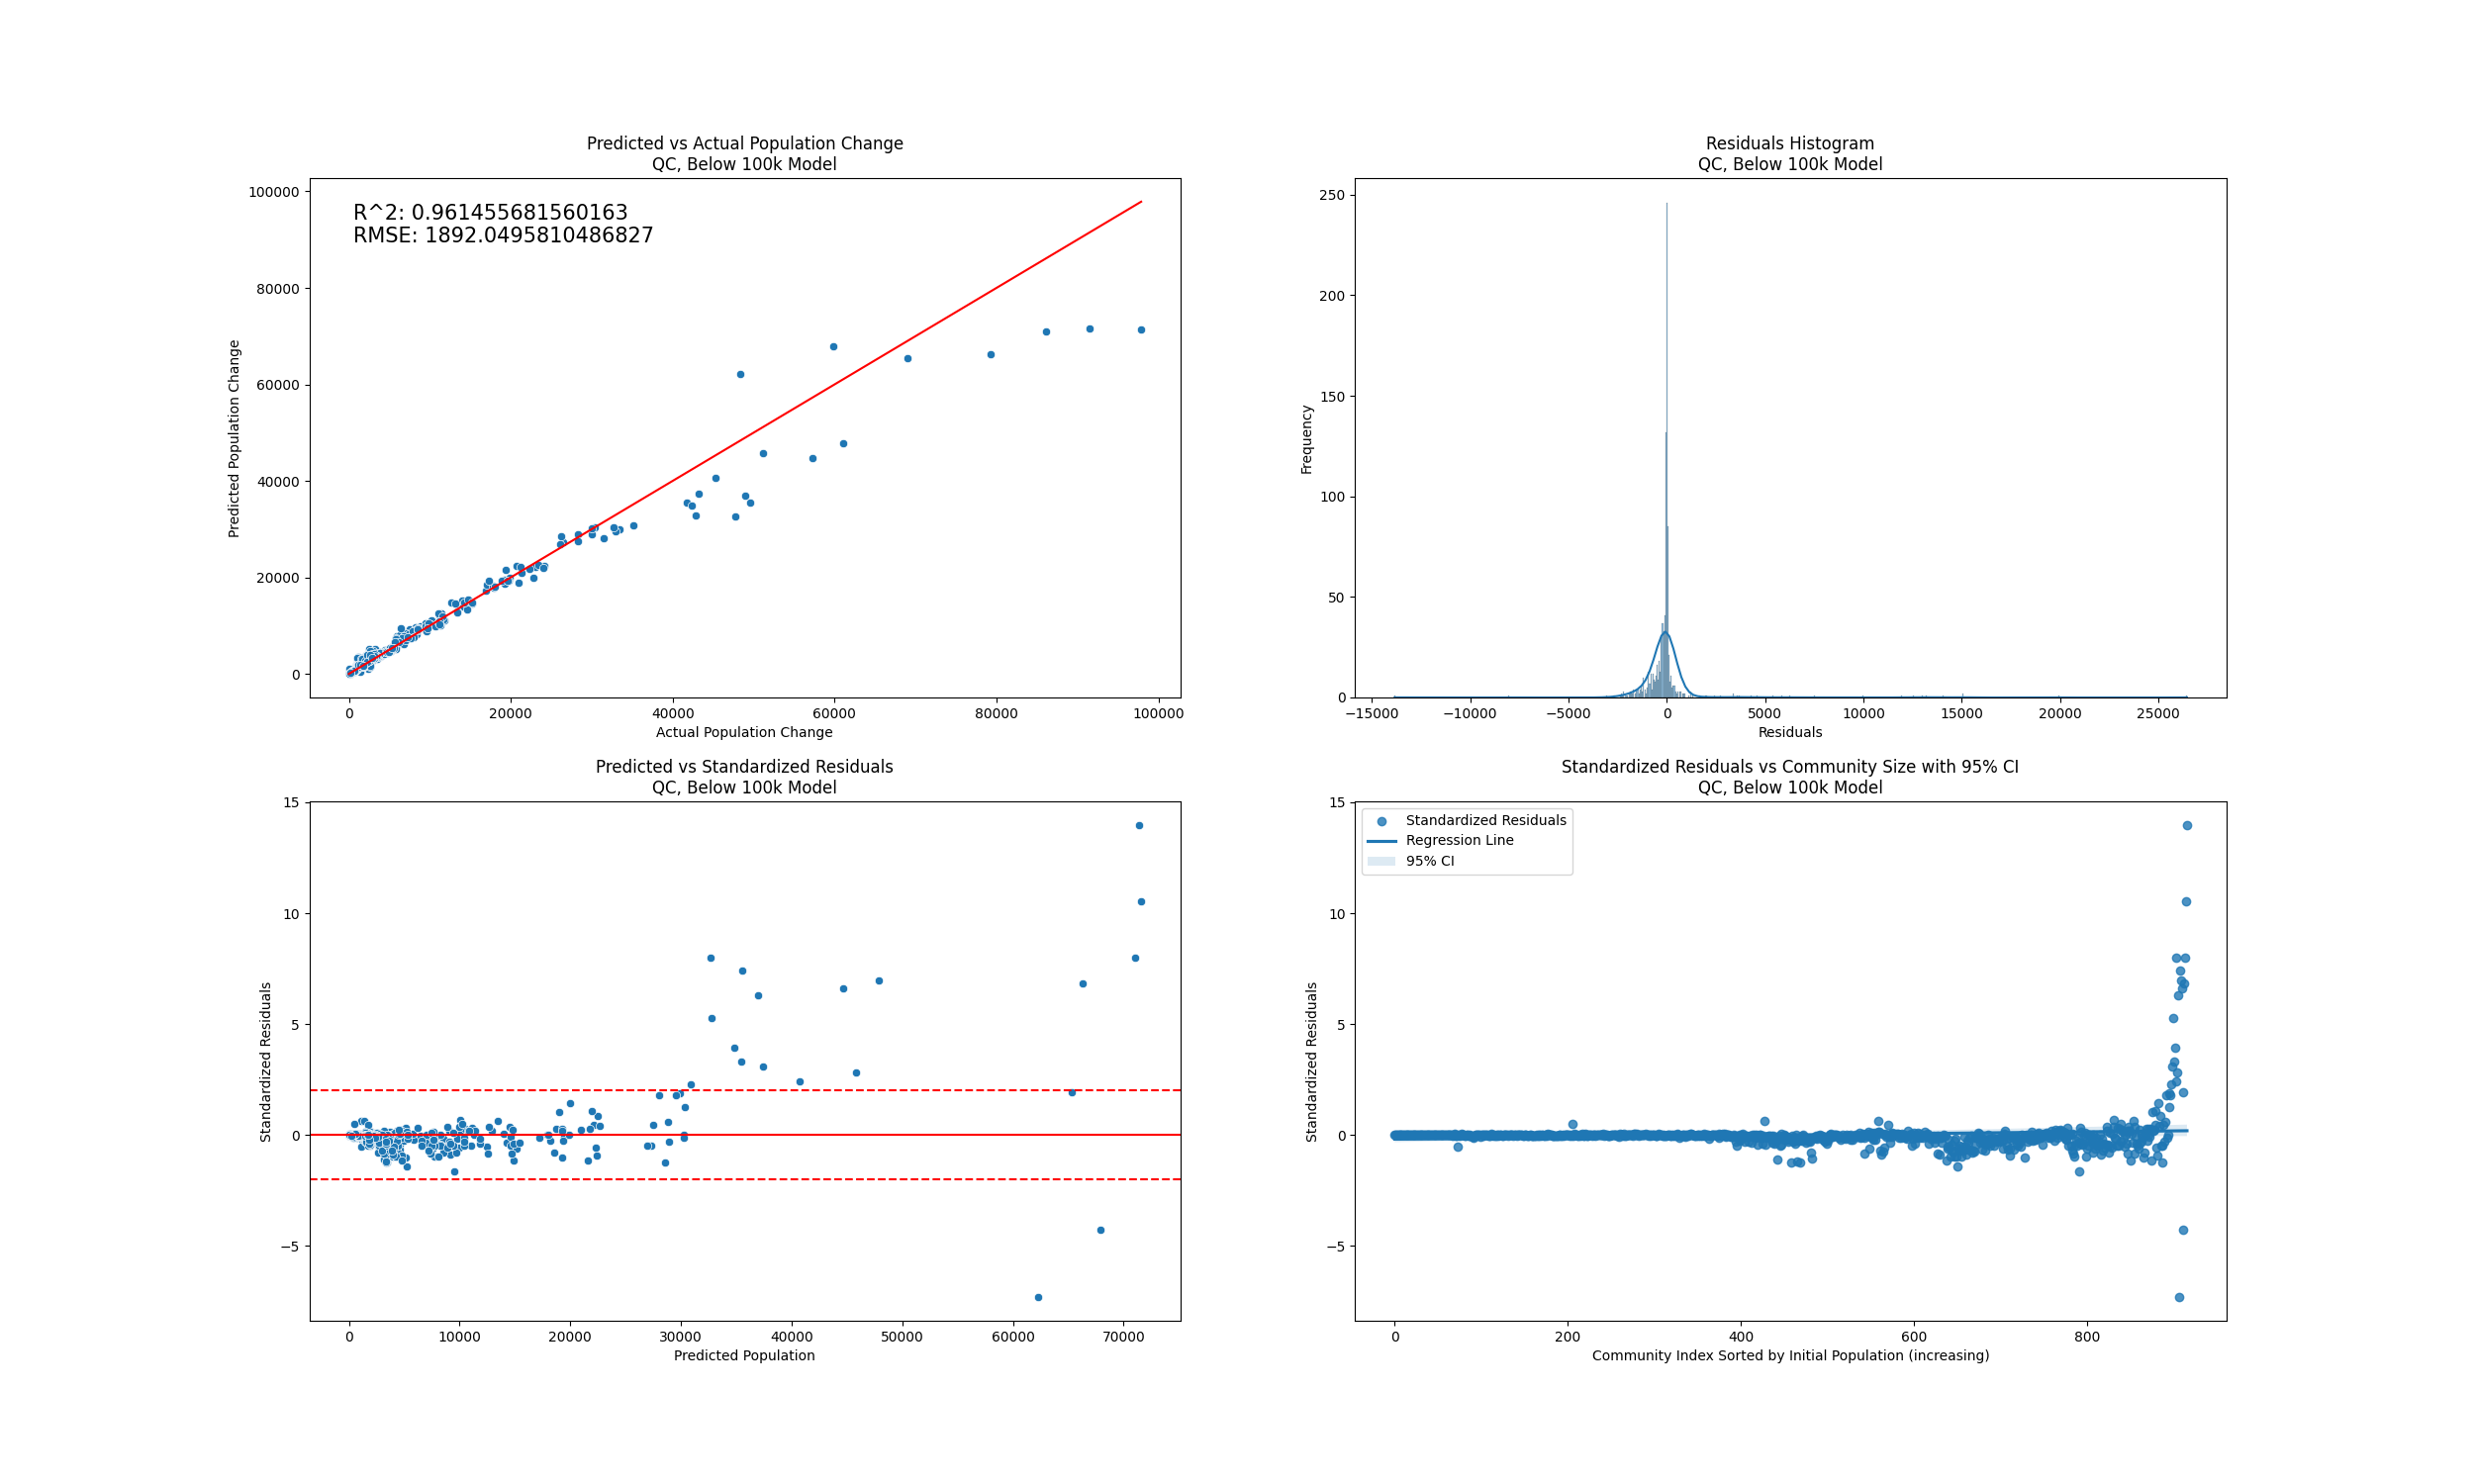 Predicted vs Actual Population Change
QC, Below 100k Model
R^2: 0.961455681560163
RMSE: 1892.0495810486827
100000
80000
60000
40000
20000
0
Predicted Population Change
0
20000
40000
60000
80000
100000
Actual Population Change
Residuals Histogram
QC, Below 100k Model
250
200
150
100
50
0
Frequency
−15000
−10000
−5000
0
5000
10000
15000
20000
25000
Residuals
Predicted vs Standardized Residuals
QC, Below 100k Model
15
10
5
0
−5
Standardized Residuals
0
10000
20000
30000
40000
50000
60000
70000
Predicted Population
Standardized Residuals vs Community Size with 95% CI
QC, Below 100k Model
Standardized Residuals
Regression Line
95% CI
15
10
5
0
−5
Standardized Residuals
0
200
400
600
800
Community Index Sorted by Initial Population (increasing)